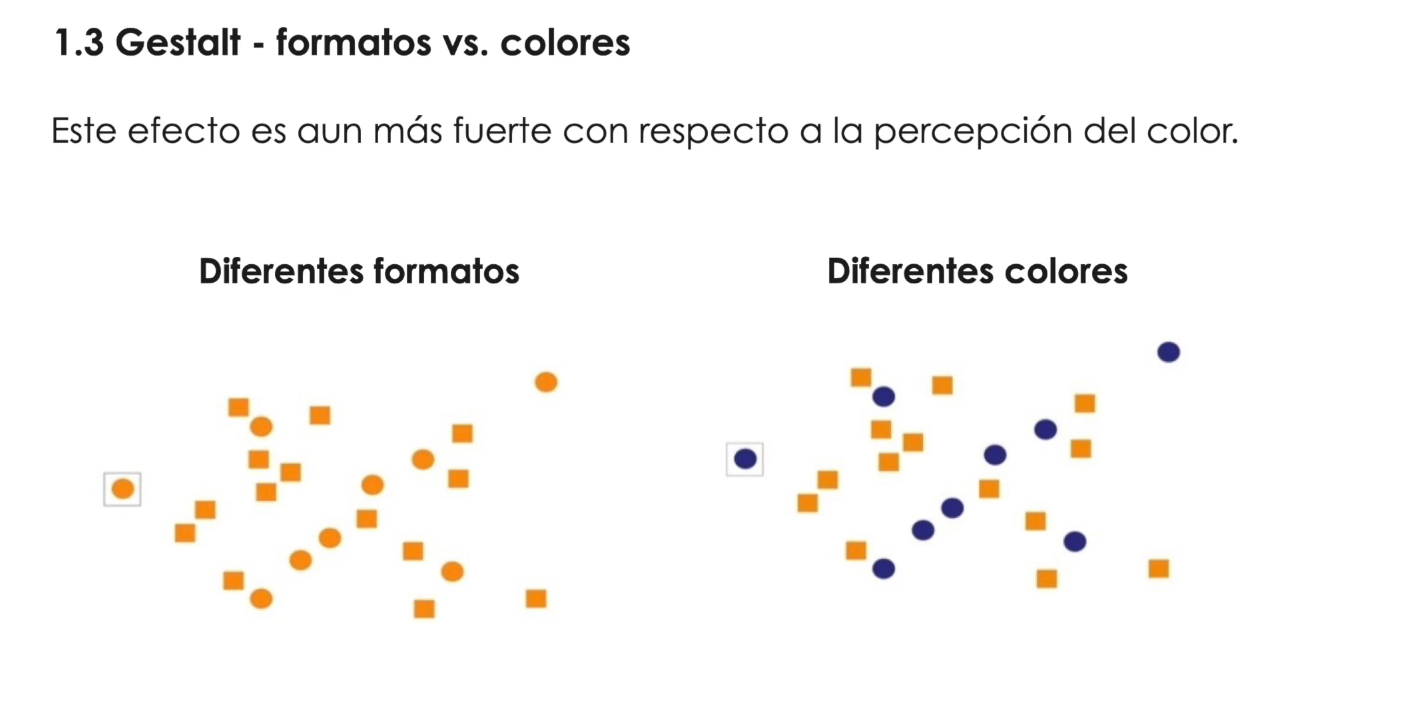 1.3 Gestalt - formatos vs. colores
Este efecto es aun más fuerte con respecto a la percepción del color.
Diferentes formatos
Diferentes colores